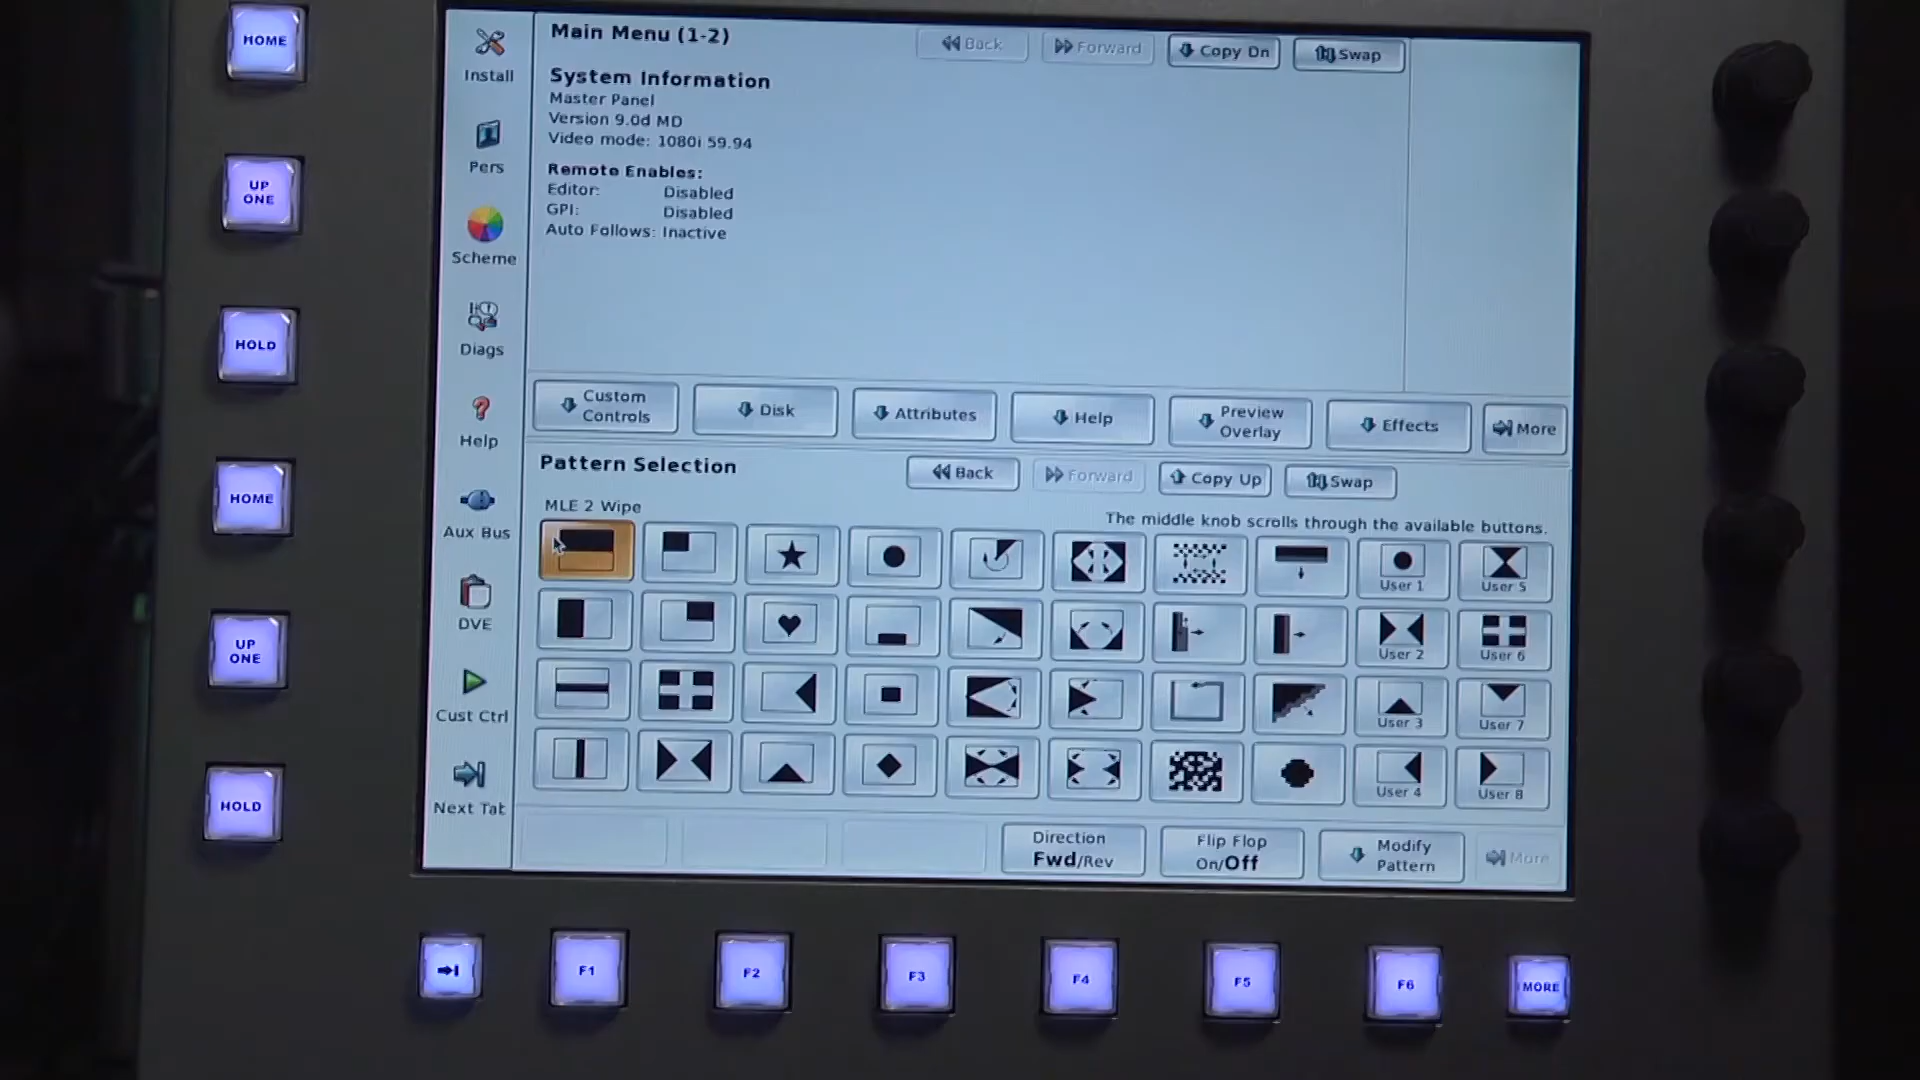 HOME
UP
ONE
HOLD
HOME
UP
ONE
HOLD
Install
Pers
Scheme
Diags
Help
Aux Bus
DVE
Cust Ctrl
Next Tab
Main Menu (1-2)
Back
Forward
Copy Dn
Swap
System Information
Master Panel
Version 9.0d MD
Video mode: 1080i 59.94
Remote Enables:
Editor: Disabled
GPI: Disabled
Auto Follows: Inactive
Custom
Controls
Disk
Attributes
Help
Preview
Overlay
Effects
More
Pattern Selection
Back
Forward
Copy Up
Swap
MLE 2 Wipe
The middle knob scrolls through the available buttons.
User 1
User 5
User 2
User 6
User 3
User 7
User 4
User 8
Direction
Fwd/Rev
Flip Flop
On/Off
Modify
Pattern
More
F1
F2
F3
F4
F5
F6
MORE